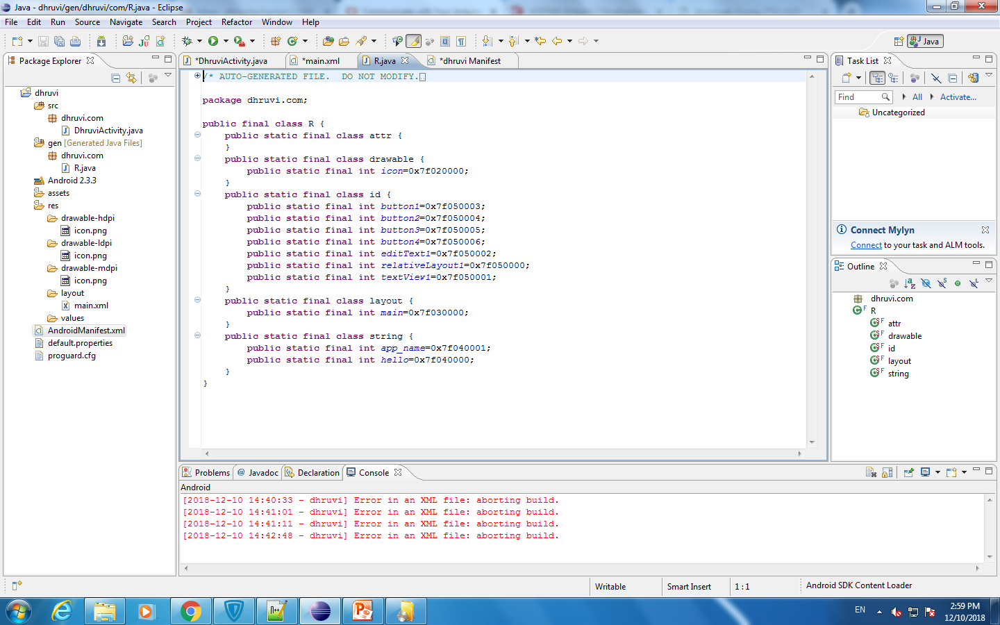 Java - dhruvi/gen/dhruvi/com/R.java - Eclipse
File Edit Run Source Navigate Search Project Refactor Window Help
Java
Package Explorer
dhruvi
src
dhruvi.com
DhruviActivity.java
gen [Generated Java Files]
dhruvi.com
R.java
Android 2.3.3
assets
res
drawable-hdpi
icon.png
drawable-ldpi
icon.png
drawable-mdpi
icon.png
layout
main.xml
values
AndroidManifest.xml
default.properties
proguard.cfg
*DhruviActivity.java *main.xml R.java *dhruvi Manifest
/* AUTO-GENERATED FILE.  DO NOT MODIFY.
package dhruvi.com;
public final class R {
public static final class attr {
}
public static final class drawable {
public static final int icon=0x7f020000;
}
public static final class id {
public static final int button1=0x7f050003;
public static final int button2=0x7f050004;
public static final int button3=0x7f050005;
public static final int button4=0x7f050006;
public static final int editText1=0x7f050002;
public static final int relativeLayout1=0x7f050000;
public static final int textView1=0x7f050001;
}
public static final class layout {
public static final int main=0x7f030000;
}
public static final class string {
public static final int app_name=0x7f040001;
public static final int hello=0x7f040000;
}
}
Task List
Find All Activate...
Uncategorized
Connect Mylyn
Connect to your task and ALM tools.
Outline
dhruvi.com
R
attr
drawable
id
layout
string
Problems @ Javadoc Declaration Console
Android
[2018-12-10 14:40:33 - dhruvi] Error in an XML file: aborting build.
[2018-12-10 14:41:01 - dhruvi] Error in an XML file: aborting build.
[2018-12-10 14:41:11 - dhruvi] Error in an XML file: aborting build.
[2018-12-10 14:42:48 - dhruvi] Error in an XML file: aborting build.
Writable Smart Insert 1 : 1 Android SDK Content Loader
EN 2:59 PM
12/10/2018